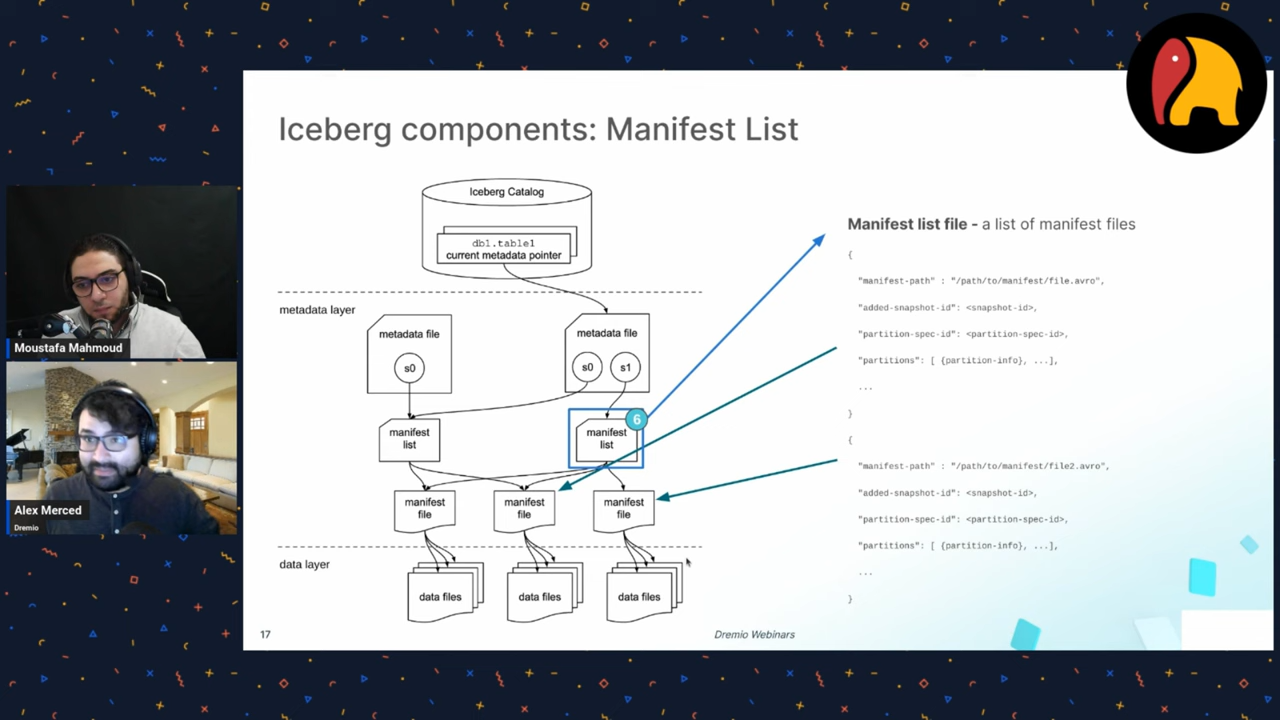 Iceberg components: Manifest List
Iceberg Catalog
db1.table1
current metadata pointer
metadata layer
metadata file
s0
metadata file
s0
s1
manifest
list
manifest
list
6
manifest
file
manifest
file
manifest
file
data layer
data files
data files
data files
Manifest list file - a list of manifest files
{
"manifest-path" : "/path/to/manifest/file.avro",
"added-snapshot-id": <snapshot-id>,
"partition-spec-id": <partition-spec-id>,
"partitions": [ {partition-info}, ...],
...
}
{
"manifest-path" : "/path/to/manifest/file2.avro",
"added-snapshot-id": <snapshot-id>,
"partition-spec-id": <partition-spec-id>,
"partitions": [ {partition-info}, ...],
...
}
17
Dremio Webinars
Moustafa Mahmoud
Alex Merced
Dremio